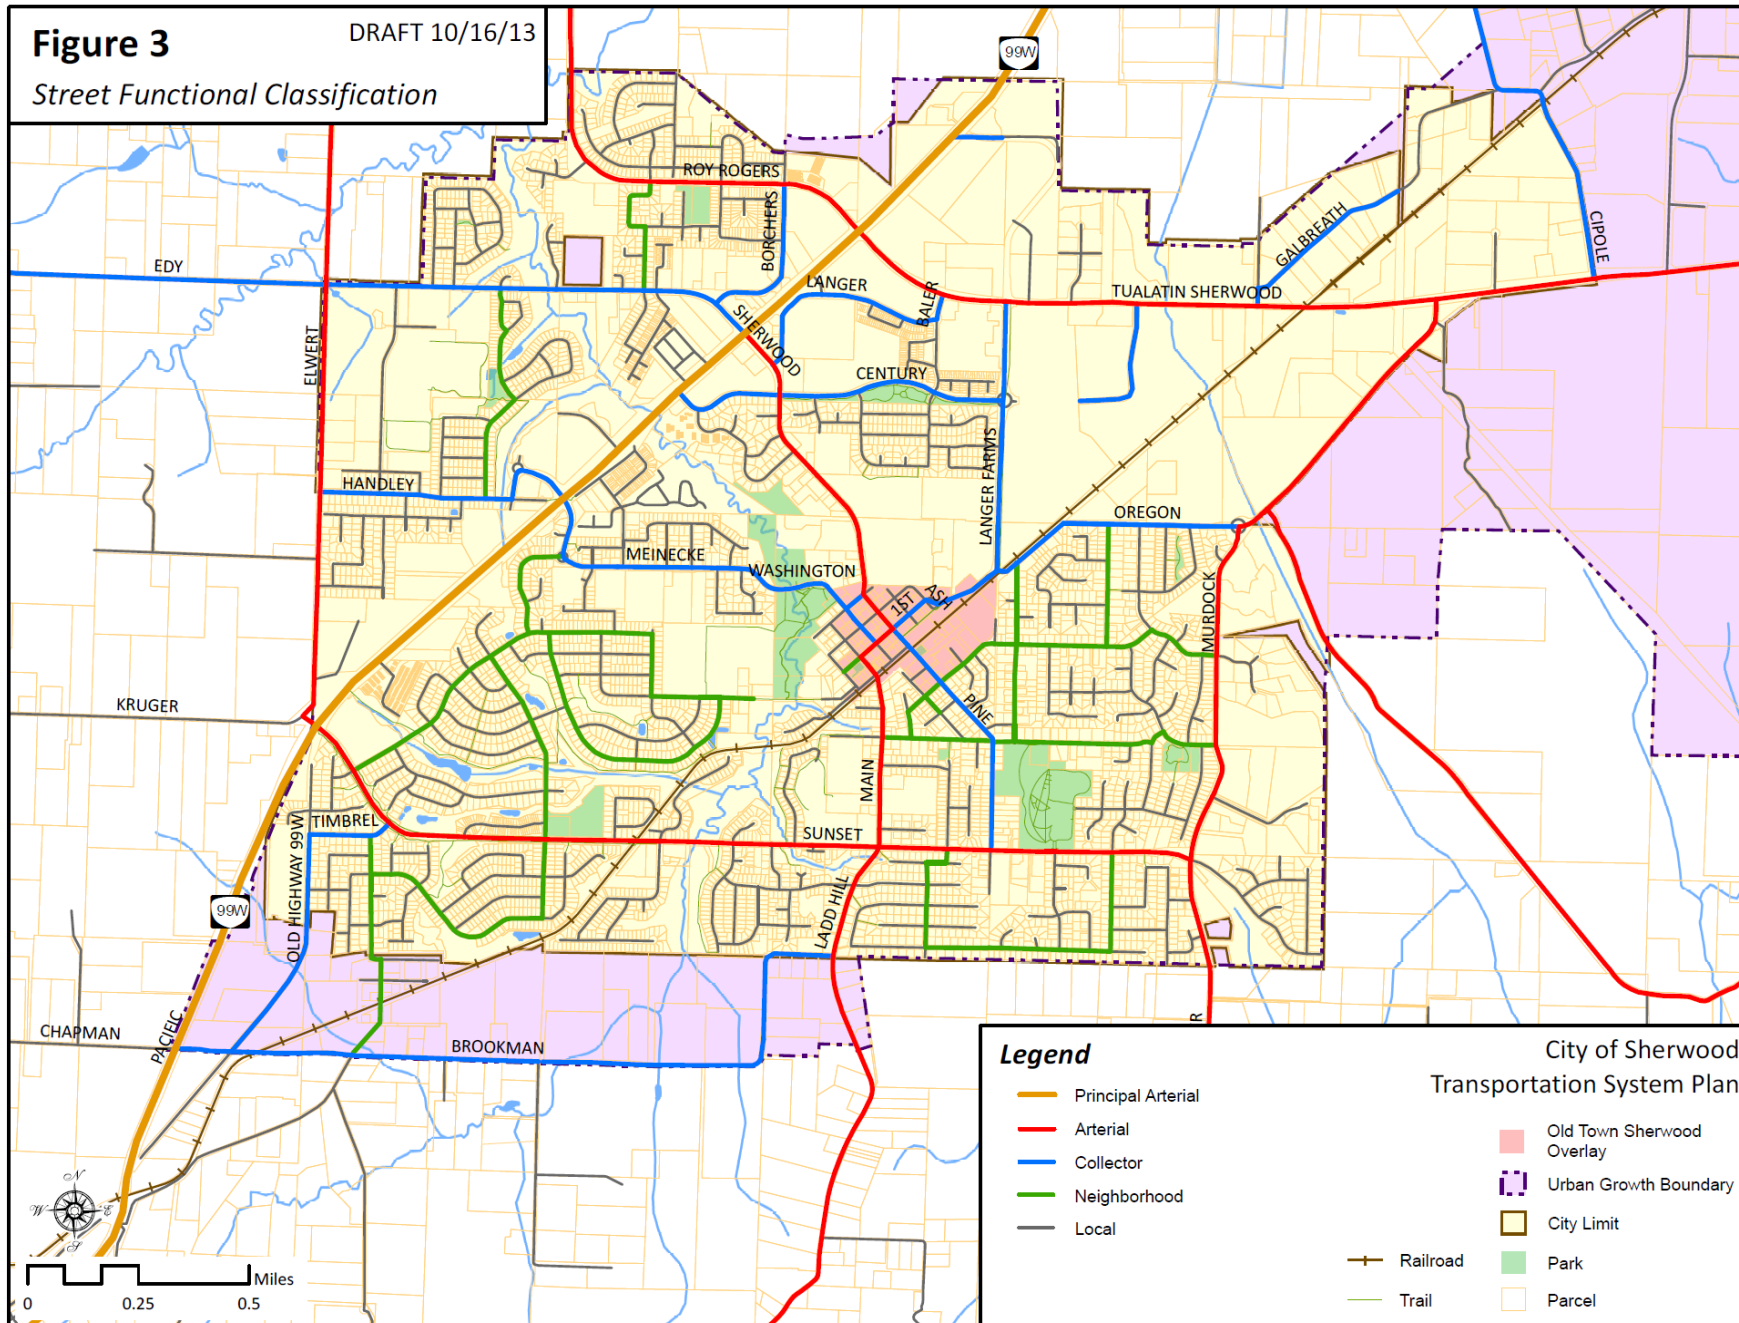 Figure 3
DRAFT 10/16/13
Street Functional Classification
99W
ROY ROGERS
BORCHERS
EDY
LANGER
BALER
SHERWOOD
TUALATIN SHERWOOD
GALBREATH
CIPOLE
ELWERT
CENTURY
HANDLEY
LANGER FARMS
OREGON
MEINECKE
WASHINGTON
1ST
ASH
MURDOCK
KRUGER
PINE
MAIN
TIMBREL
SUNSET
OLD HIGHWAY 99W
LADD HILL
99W
CHAPMAN
PACIFIC
BROOKMAN
R
Legend
Principal Arterial
Arterial
Collector
Neighborhood
Local
City of Sherwood
Transportation System Plan
Old Town Sherwood
Overlay
Urban Growth Boundary
City Limit
Railroad
Park
Trail
Parcel
N
W
E
S
Miles
0
0.25
0.5